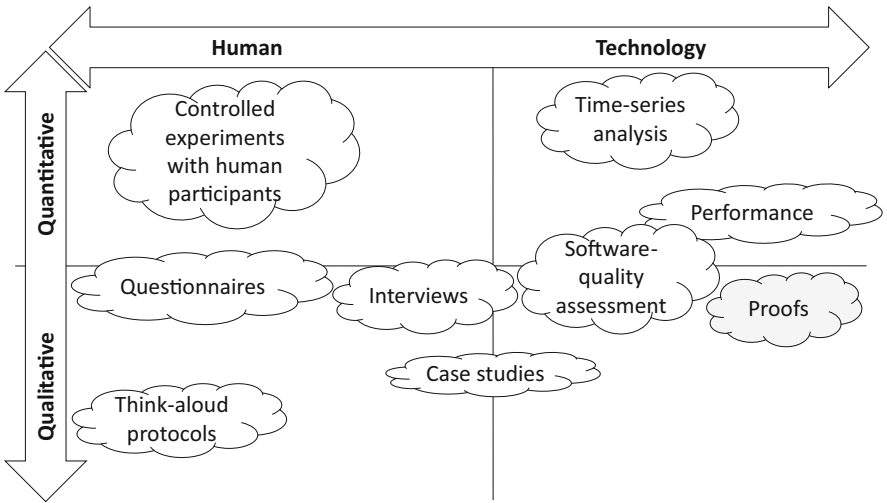 Human
Technology
Quantitative
Qualitative
Controlled
experiments
with human
participants
Time-series
analysis
Performance
Software-
quality
assessment
Questionnaires
Interviews
Proofs
Case studies
Think-aloud
protocols